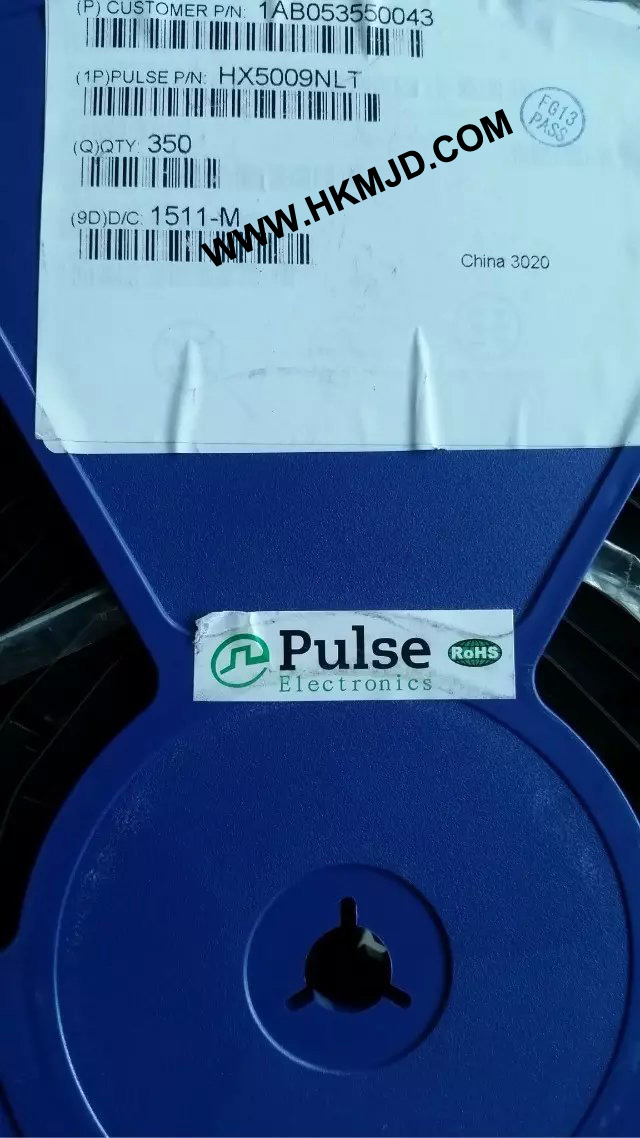 (P) CUSTOMER P/N: 1AB053550043
(1P)PULSE P/N: HX5009NLT
FG13
PASS
(Q)QTY: 350
WWW.HKMJD.COM
(9D)D/C: 1511-M
China 3020
Pulse
Electronics
RoHS